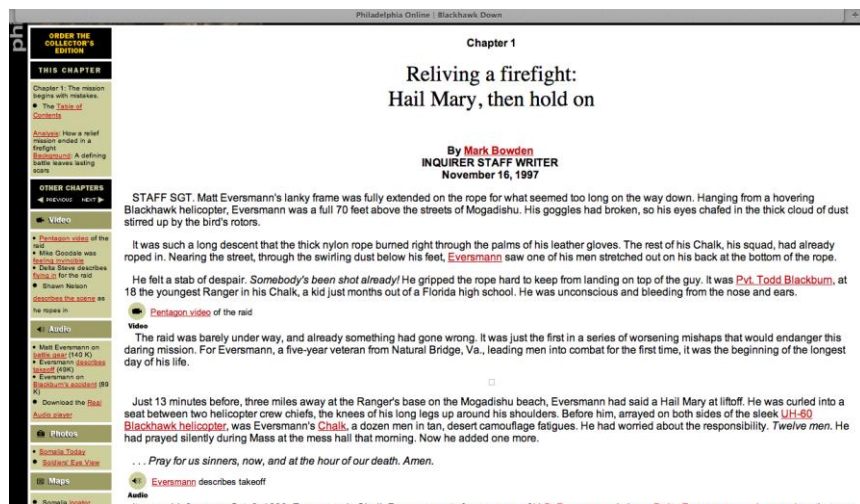 Philadelphia Online | Blackhawk Down
ph
ORDER THE
COLLECTOR'S
EDITION
THIS CHAPTER
Chapter 1: The mission
begins with mistakes.
• The Table of
Contents
Analysis: How a relief
mission ended in a
firefight
Background: A defining
battle leaves lasting
scars
OTHER CHAPTERS
PREVIOUS NEXT
Video
• Pentagon video of the
raid
• Mike Goodale was
feeling invincible
• Delta Steve describes
flying in for the raid
• Shawn Nelson
describes the scene as
he ropes in
Audio
• Matt Eversmann on
battle gear (140 K)
• Eversmann describes
takeoff (49K)
• Eversmann on
Blackburn's accident (89
K)
• Download the Real
Audio player
Photos
• Somalia Today
• Soldiers' Eye View
Maps
• Somalia locator
Chapter 1
Reliving a firefight:
Hail Mary, then hold on
By Mark Bowden
INQUIRER STAFF WRITER
November 16, 1997
STAFF SGT. Matt Eversmann's lanky frame was fully extended on the rope for what seemed too long on the way down. Hanging from a hovering
Blackhawk helicopter, Eversmann was a full 70 feet above the streets of Mogadishu. His goggles had broken, so his eyes chafed in the thick cloud of dust
stirred up by the bird's rotors.
It was such a long descent that the thick nylon rope burned right through the palms of his leather gloves. The rest of his Chalk, his squad, had already
roped in. Nearing the street, through the swirling dust below his feet, Eversmann saw one of his men stretched out on his back at the bottom of the rope.
He felt a stab of despair. Somebody's been shot already! He gripped the rope hard to keep from landing on top of the guy. It was Pvt. Todd Blackburn, at
18 the youngest Ranger in his Chalk, a kid just months out of a Florida high school. He was unconscious and bleeding from the nose and ears.
Pentagon video of the raid
Video
The raid was barely under way, and already something had gone wrong. It was just the first in a series of worsening mishaps that would endanger this
daring mission. For Eversmann, a five-year veteran from Natural Bridge, Va., leading men into combat for the first time, it was the beginning of the longest
day of his life.
Just 13 minutes before, three miles away at the Ranger's base on the Mogadishu beach, Eversmann had said a Hail Mary at liftoff. He was curled into a
seat between two helicopter crew chiefs, the knees of his long legs up around his shoulders. Before him, arrayed on both sides of the sleek UH-60
Blackhawk helicopter, was Eversmann's Chalk, a dozen men in tan, desert camouflage fatigues. He had worried about the responsibility. Twelve men. He
had prayed silently during Mass at the mess hall that morning. Now he added one more.
. . . Pray for us sinners, now, and at the hour of our death. Amen.
Eversmann describes takeoff
Audio